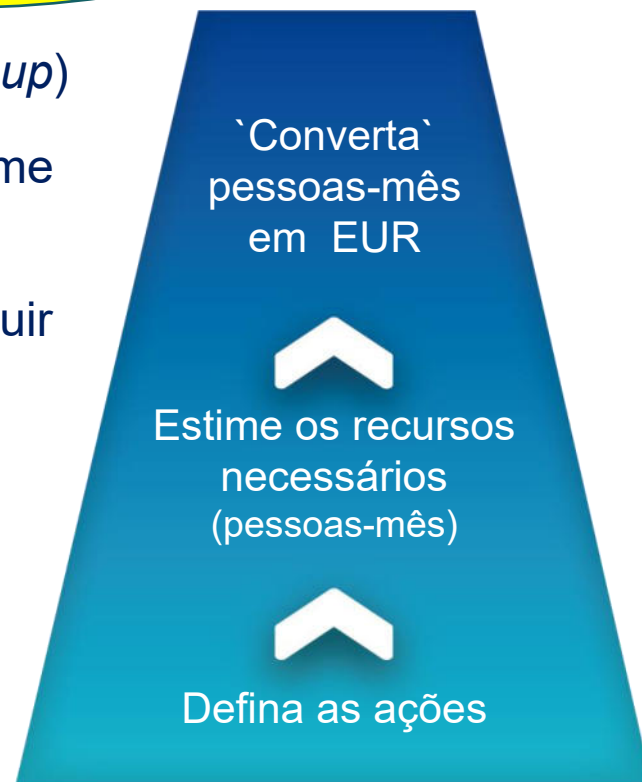 up)
me
uir
`Converta`
pessoas-mês
em EUR
Estime os recursos
necessários
(pessoas-mês)
Defina as ações